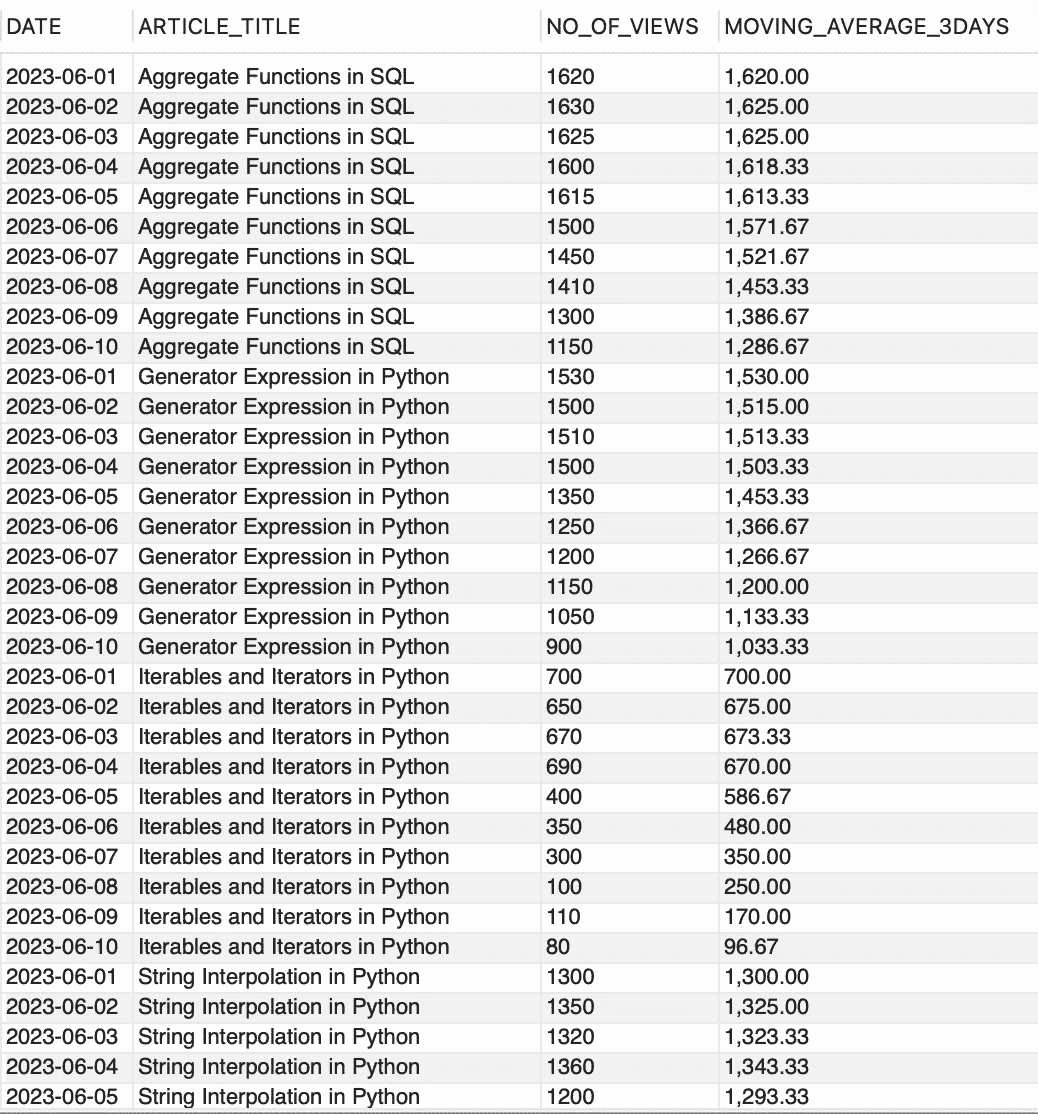 DATE ARTICLE_TITLE NO_OF_VIEWS MOVING_AVERAGE_3DAYS
2023-06-01 Aggregate Functions in SQL 1620 1,620.00
2023-06-02 Aggregate Functions in SQL 1630 1,625.00
2023-06-03 Aggregate Functions in SQL 1625 1,625.00
2023-06-04 Aggregate Functions in SQL 1600 1,618.33
2023-06-05 Aggregate Functions in SQL 1615 1,613.33
2023-06-06 Aggregate Functions in SQL 1500 1,571.67
2023-06-07 Aggregate Functions in SQL 1450 1,521.67
2023-06-08 Aggregate Functions in SQL 1410 1,453.33
2023-06-09 Aggregate Functions in SQL 1300 1,386.67
2023-06-10 Aggregate Functions in SQL 1150 1,286.67
2023-06-01 Generator Expression in Python 1530 1,530.00
2023-06-02 Generator Expression in Python 1500 1,515.00
2023-06-03 Generator Expression in Python 1510 1,513.33
2023-06-04 Generator Expression in Python 1500 1,503.33
2023-06-05 Generator Expression in Python 1350 1,453.33
2023-06-06 Generator Expression in Python 1250 1,366.67
2023-06-07 Generator Expression in Python 1200 1,266.67
2023-06-08 Generator Expression in Python 1150 1,200.00
2023-06-09 Generator Expression in Python 1050 1,133.33
2023-06-10 Generator Expression in Python 900 1,033.33
2023-06-01 Iterables and Iterators in Python 700 700.00
2023-06-02 Iterables and Iterators in Python 650 675.00
2023-06-03 Iterables and Iterators in Python 670 673.33
2023-06-04 Iterables and Iterators in Python 690 670.00
2023-06-05 Iterables and Iterators in Python 400 586.67
2023-06-06 Iterables and Iterators in Python 350 480.00
2023-06-07 Iterables and Iterators in Python 300 350.00
2023-06-08 Iterables and Iterators in Python 100 250.00
2023-06-09 Iterables and Iterators in Python 110 170.00
2023-06-10 Iterables and Iterators in Python 80 96.67
2023-06-01 String Interpolation in Python 1300 1,300.00
2023-06-02 String Interpolation in Python 1350 1,325.00
2023-06-03 String Interpolation in Python 1320 1,323.33
2023-06-04 String Interpolation in Python 1360 1,343.33
2023-06-05 String Interpolation in Python 1200 1,293.33